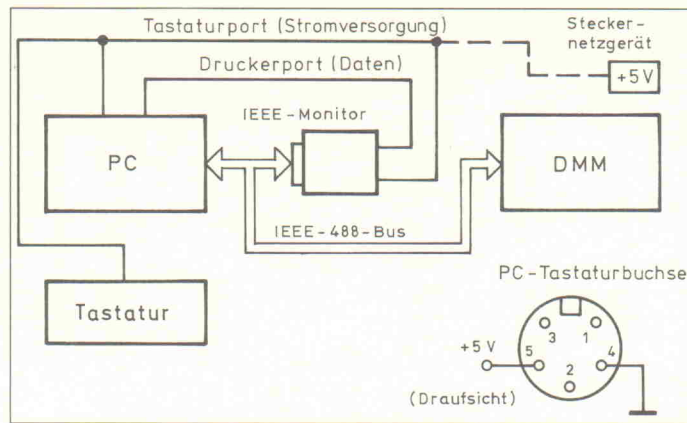 Tastaturport (Stromversorgung)
Stecker-
netzgerät
+5V
Druckerport (Daten)
IEEE-Monitor
PC
DMM
IEEE-488-Bus
Tastatur
PC-Tastaturbuchse
3
1
+5V
5
4
2
(Draufsicht)